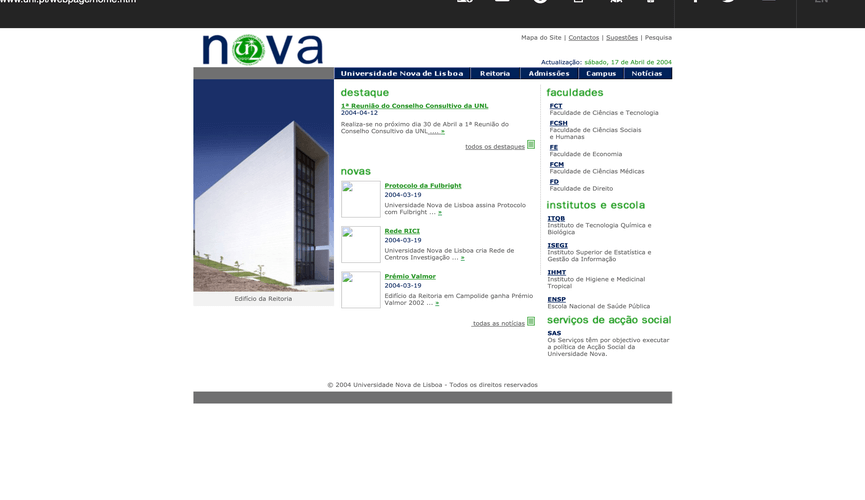 www.unl.pt/webpage/home.htm
EN
nova
Mapa do Site | Contactos | Sugestões | Pesquisa
Actualização: sábado, 17 de Abril de 2004
Universidade Nova de Lisboa
Reitoria
Admissões
Campus
Notícias
destaque
1ª Reunião do Conselho Consultivo da UNL
2004-04-12
Realiza-se no próximo dia 30 de Abril a 1ª Reunião do
Conselho Consultivo da UNL .... »
todos os destaques
novas
Protocolo da Fulbright
2004-03-19
Universidade Nova de Lisboa assina Protocolo
com Fulbright ... »
Rede RICI
2004-03-19
Universidade Nova de Lisboa cria Rede de
Centros Investigação ... »
Prémio Valmor
2004-03-19
Edifício da Reitoria em Campolide ganha Prémio
Valmor 2002 ... »
todas as notícias
Edifício da Reitoria
faculdades
FCT
Faculdade de Ciências e Tecnologia
FCSH
Faculdade de Ciências Sociais
e Humanas
FE
Faculdade de Economia
FCM
Faculdade de Ciências Médicas
FD
Faculdade de Direito
institutos e escola
ITQB
Instituto de Tecnologia Química e
Biológica
ISEGI
Instituto Superior de Estatística e
Gestão da Informação
IHMT
Instituto de Higiene e Medicinal
Tropical
ENSP
Escola Nacional de Saúde Pública
serviços de acção social
SAS
Os Serviços têm por objectivo executar
a política de Acção Social da
Universidade Nova.
© 2004 Universidade Nova de Lisboa - Todos os direitos reservados